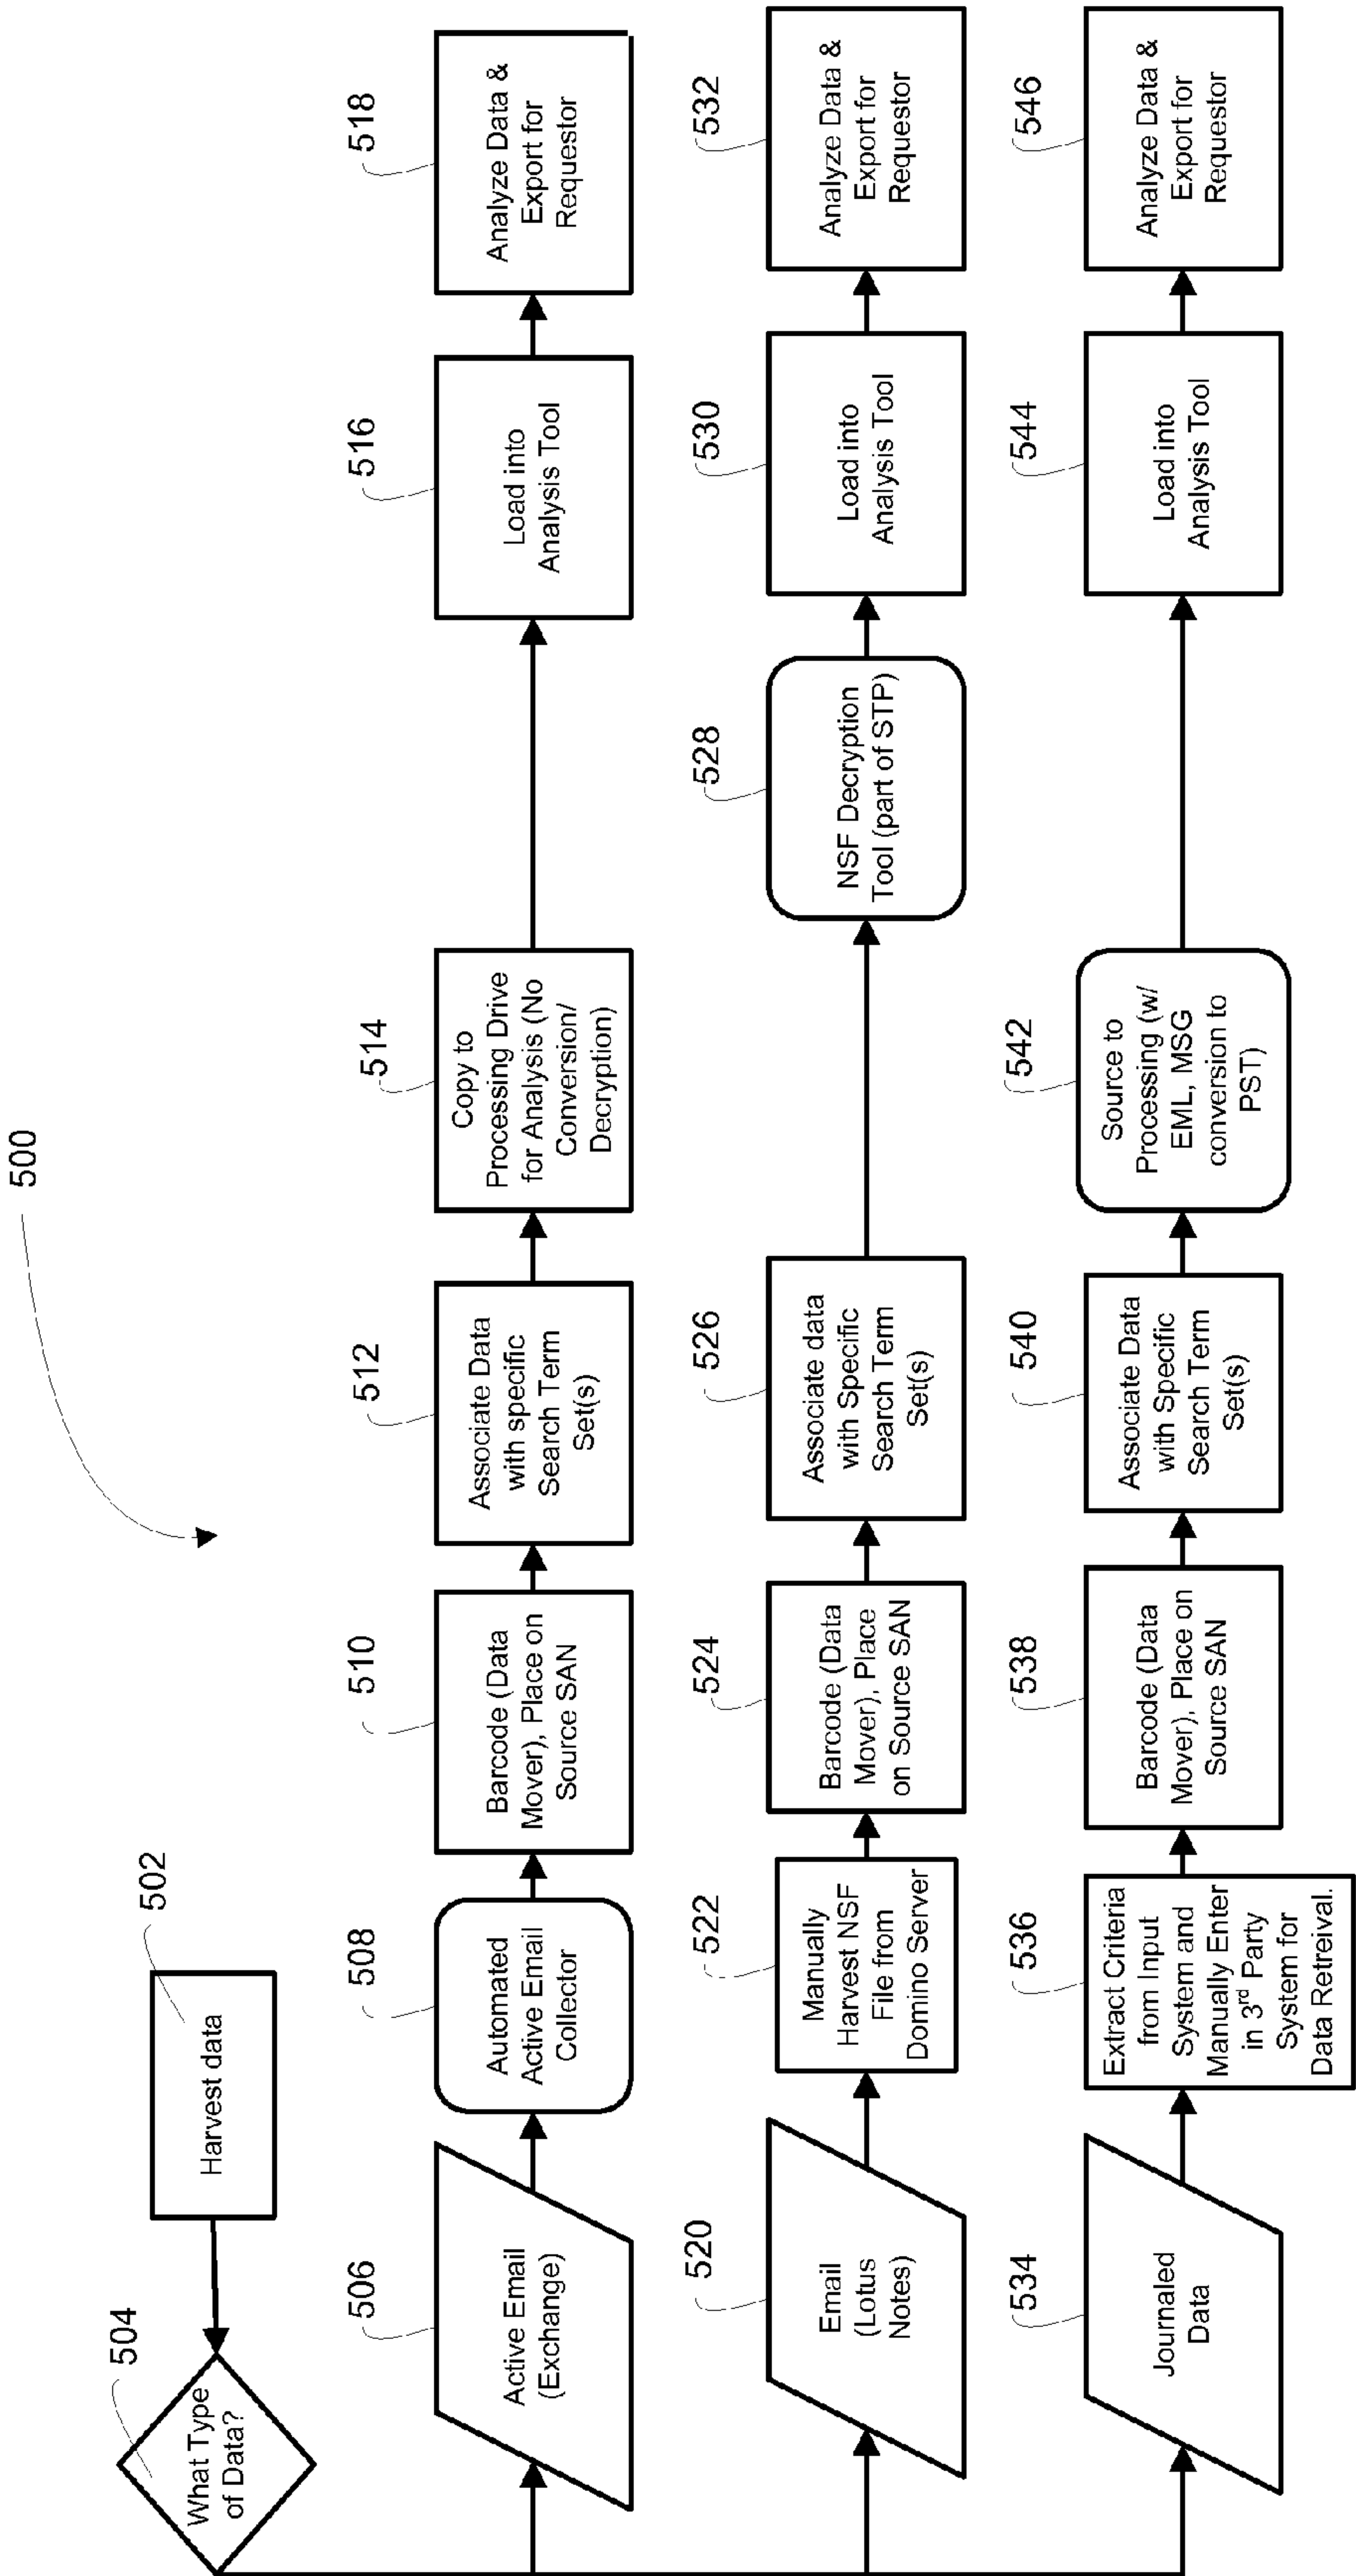 500
502
Harvest data
504
What Type
of Data?
506
Active Email
(Exchange)
508
Automated
Active Email
Collector
510
Barcode (Data
Mover), Place on
Source SAN
512
Associate Data
with specific
Search Term
Set(s)
514
Copy to
Processing Drive
for Analysis (No
Conversion/
Decryption)
516
Load into
Analysis Tool
518
Analyze Data &
Export for
Requestor
520
Email
(Lotus
Notes)
522
Manually
Harvest NSF
File from
Domino Server
524
Barcode (Data
Mover), Place
on Source SAN
526
Associate data
with Specific
Search Term
Set(s)
528
NSF Decryption
Tool (part of STP)
530
Load into
Analysis Tool
532
Analyze Data &
Export for
Requestor
534
Journaled
Data
536
Extract Criteria
from Input
System and
Manually Enter
in 3rd Party
System for
Data Retreival.
538
Barcode (Data
Mover), Place on
Source SAN
540
Associate Data
with Specific
Search Term
Set(s)
542
Source to
Processing (w/
EML, MSG
conversion to
PST)
544
Load into
Analysis Tool
546
Analyze Data &
Export for
Requestor